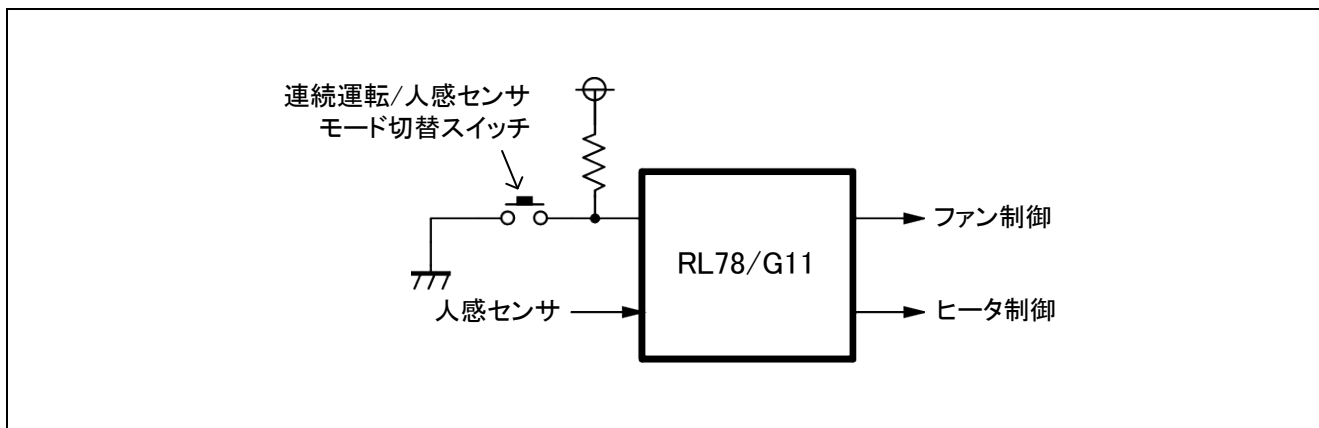 連続運転/人感センサ
モード切替スイッチ
RL78/G11
ファン制御
人感センサ
ヒータ制御